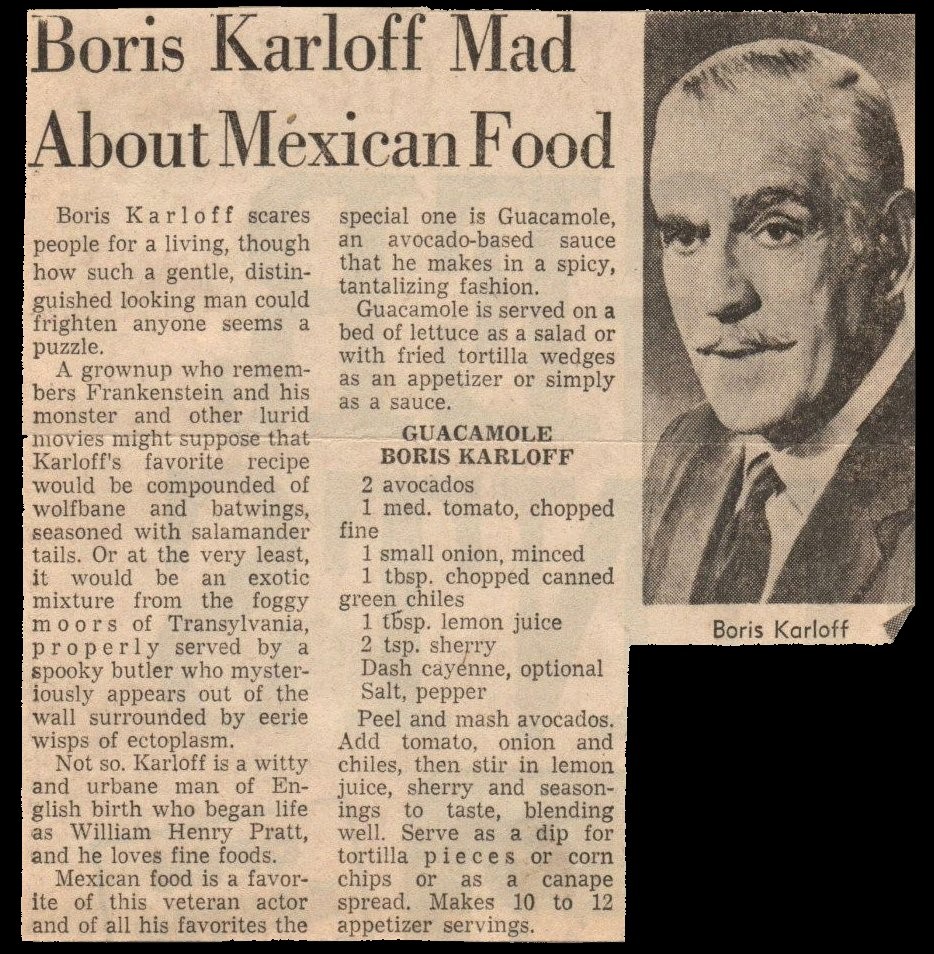 Boris Karloff Mad
About Mexican Food
Boris Karloff scares
people for a living, though
how such a gentle, distin-
guished looking man could
frighten anyone seems a
puzzle.
A grownup who remem-
bers Frankenstein and his
monster and other lurid
movies might suppose that
Karloff's favorite recipe
would be compounded of
wolfbane and batwings,
seasoned with salamander
tails. Or at the very least,
it would be an exotic
mixture from the foggy
moors of Transylvania,
properly served by a
spooky butler who myster-
iously appears out of the
wall surrounded by eerie
wisps of ectoplasm.
Not so. Karloff is a witty
and urbane man of En-
glish birth who began life
as William Henry Pratt,
and he loves fine foods.
Mexican food is a favor-
ite of this veteran actor
and of all his favorites the
special one is Guacamole,
an avocado-based sauce
that he makes in a spicy,
tantalizing fashion.
Guacamole is served on a
bed of lettuce as a salad or
with fried tortilla wedges
as an appetizer or simply
as a sauce.
GUACAMOLE
BORIS KARLOFF
2 avocados
1 med. tomato, chopped
fine
1 small onion, minced
1 tbsp. chopped canned
green chiles
1 tbsp. lemon juice
2 tsp. sherry
Dash cayenne, optional
Salt, pepper
Peel and mash avocados.
Add tomato, onion and
chiles, then stir in lemon
juice, sherry and season-
ings to taste, blending
well. Serve as a dip for
tortilla pieces or corn
chips or as a canape
spread. Makes 10 to 12
appetizer servings.
Boris Karloff